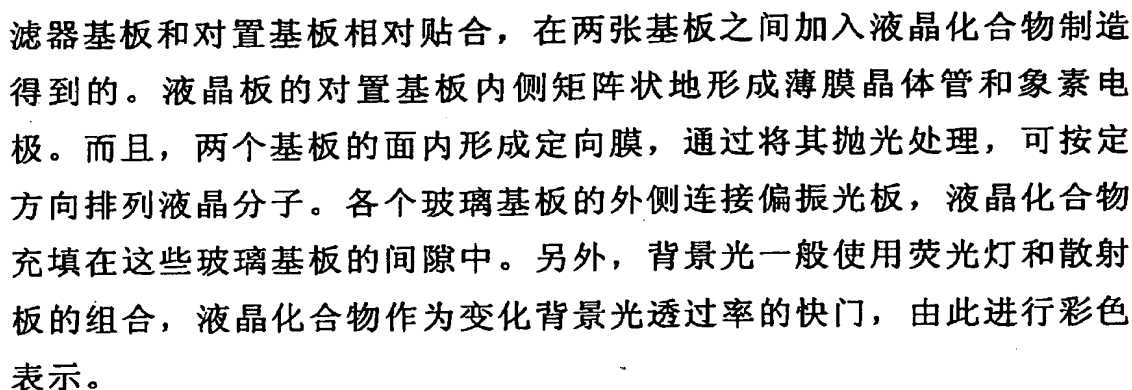 滤器基板和对置基板相对贴合，在两张基板之间加入液晶化合物制造
得到的。液晶板的对置基板内侧矩阵状地形成薄膜晶体管和象素电
极。而且，两个基板的面内形成定向膜，通过将其抛光处理，可按定
方向排列液晶分子。各个玻璃基板的外侧连接偏振光板，液晶化合物
充填在这些玻璃基板的间隙中。另外，背景光一般使用荧光灯和散射
板的组合，液晶化合物作为变化背景光透过率的快门，由此进行彩色
表示。